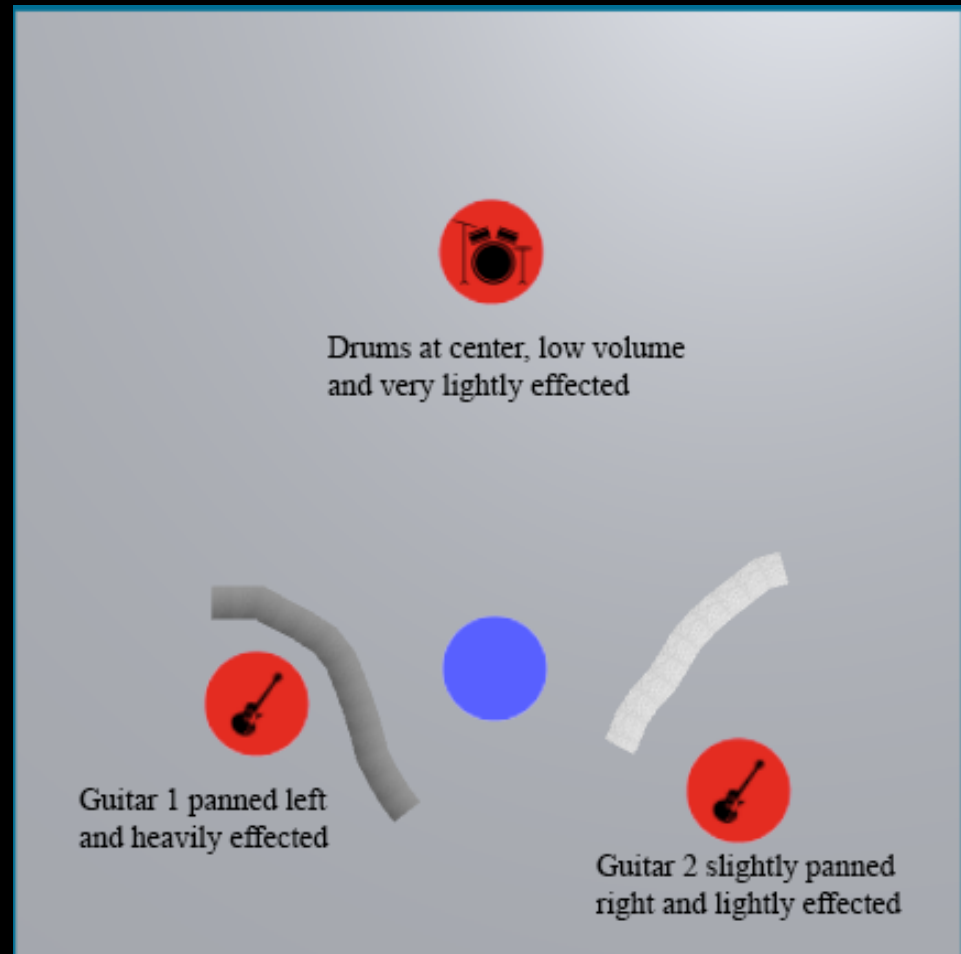 Drums at center, low volume
and very lightly effected
Guitar 1 panned left
and heavily effected
Guitar 2 slightly panned
right and lightly effected